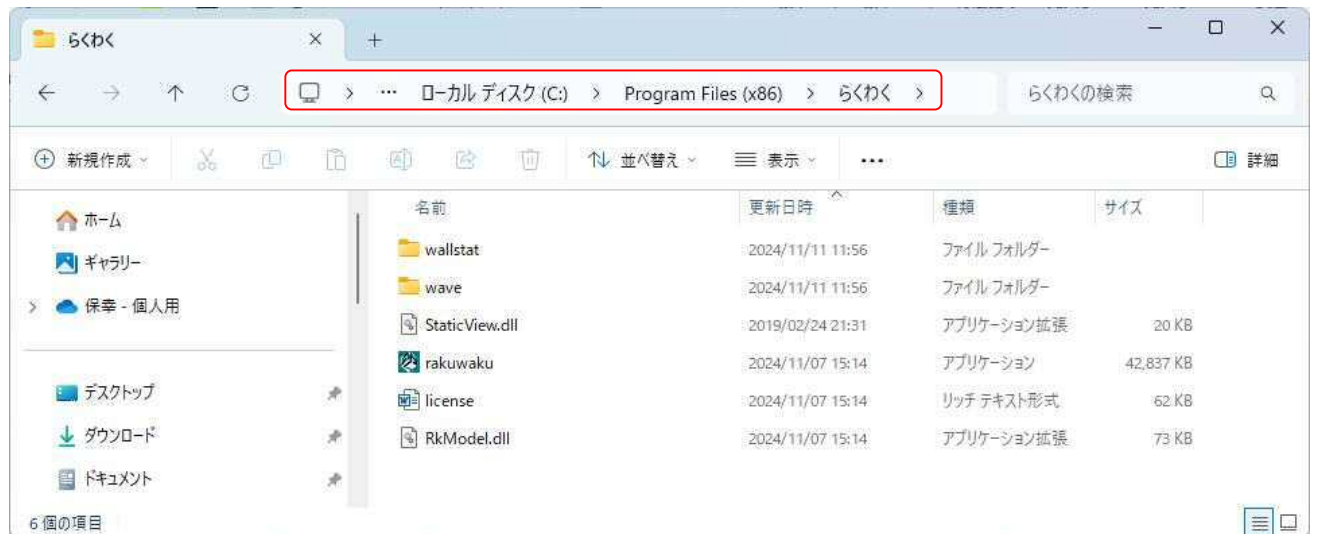 らくわく
… ローカル ディスク (C:) > Program Files (x86) > らくわく > らくわくの検索
新規作成 並べ替え 表示 … 詳細
名前 更新日時 種類 サイズ
ホーム
ギャラリー
保幸 - 個人用
デスクトップ
ダウンロード
ドキュメント
wallstat 2024/11/11 11:56 ファイル フォルダー
wave 2024/11/11 11:56 ファイル フォルダー
StaticView.dll 2019/02/24 21:31 アプリケーション拡張 20 KB
rakuwaku 2024/11/07 15:14 アプリケーション 42,837 KB
license 2024/11/07 15:14 リッチ テキスト形式 62 KB
RkModel.dll 2024/11/07 15:14 アプリケーション拡張 73 KB
6 個の項目